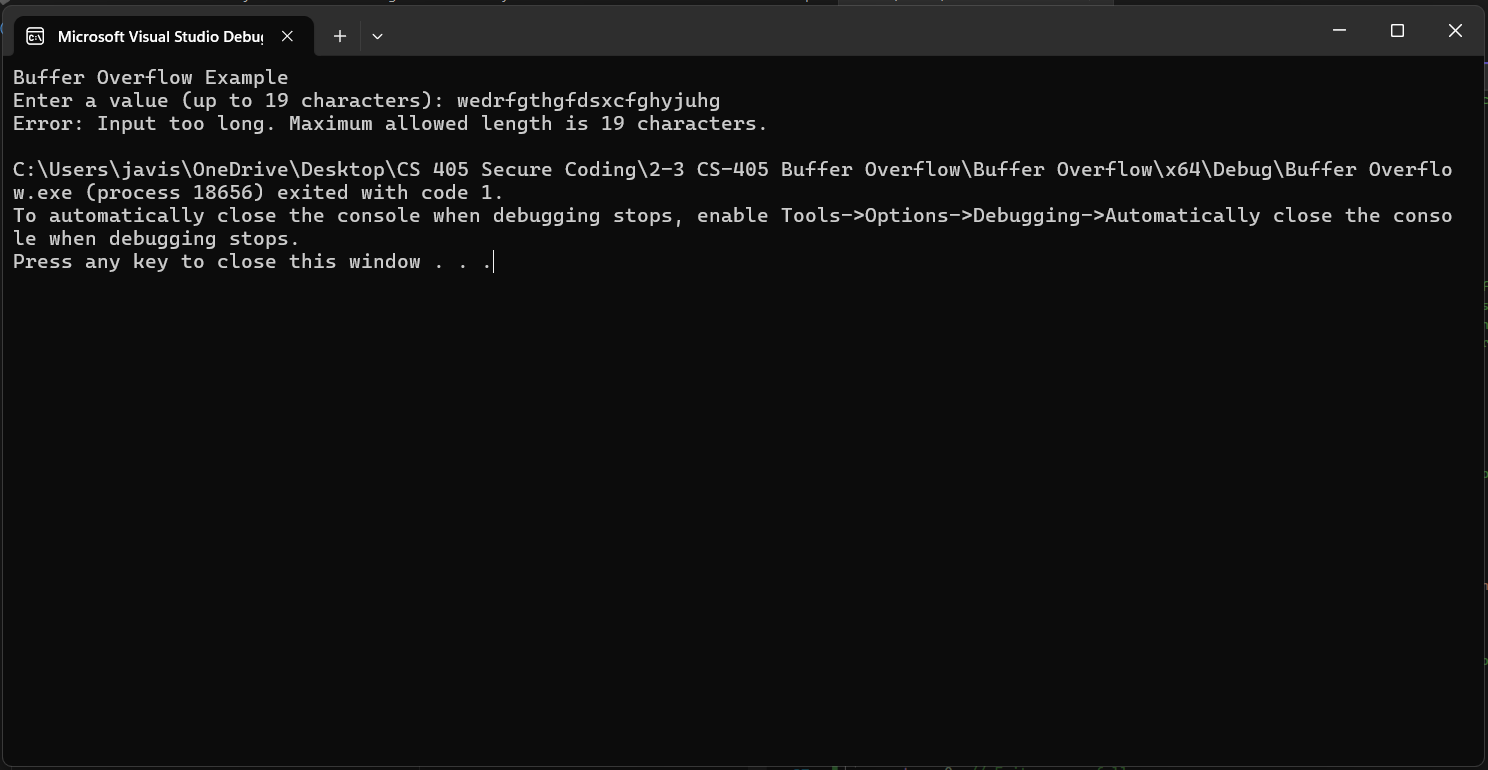 Microsoft Visual Studio Debug
Buffer Overflow Example
Enter a value (up to 19 characters): wedrfgthgfdsxcfghyjuhg
Error: Input too long. Maximum allowed length is 19 characters.
C:\Users\javis\OneDrive\Desktop\CS 405 Secure Coding\2-3 CS-405 Buffer Overflow\Buffer Overflow\x64\Debug\Buffer Overflo
w.exe (process 18656) exited with code 1.
To automatically close the console when debugging stops, enable Tools->Options->Debugging->Automatically close the conso
le when debugging stops.
Press any key to close this window . . .